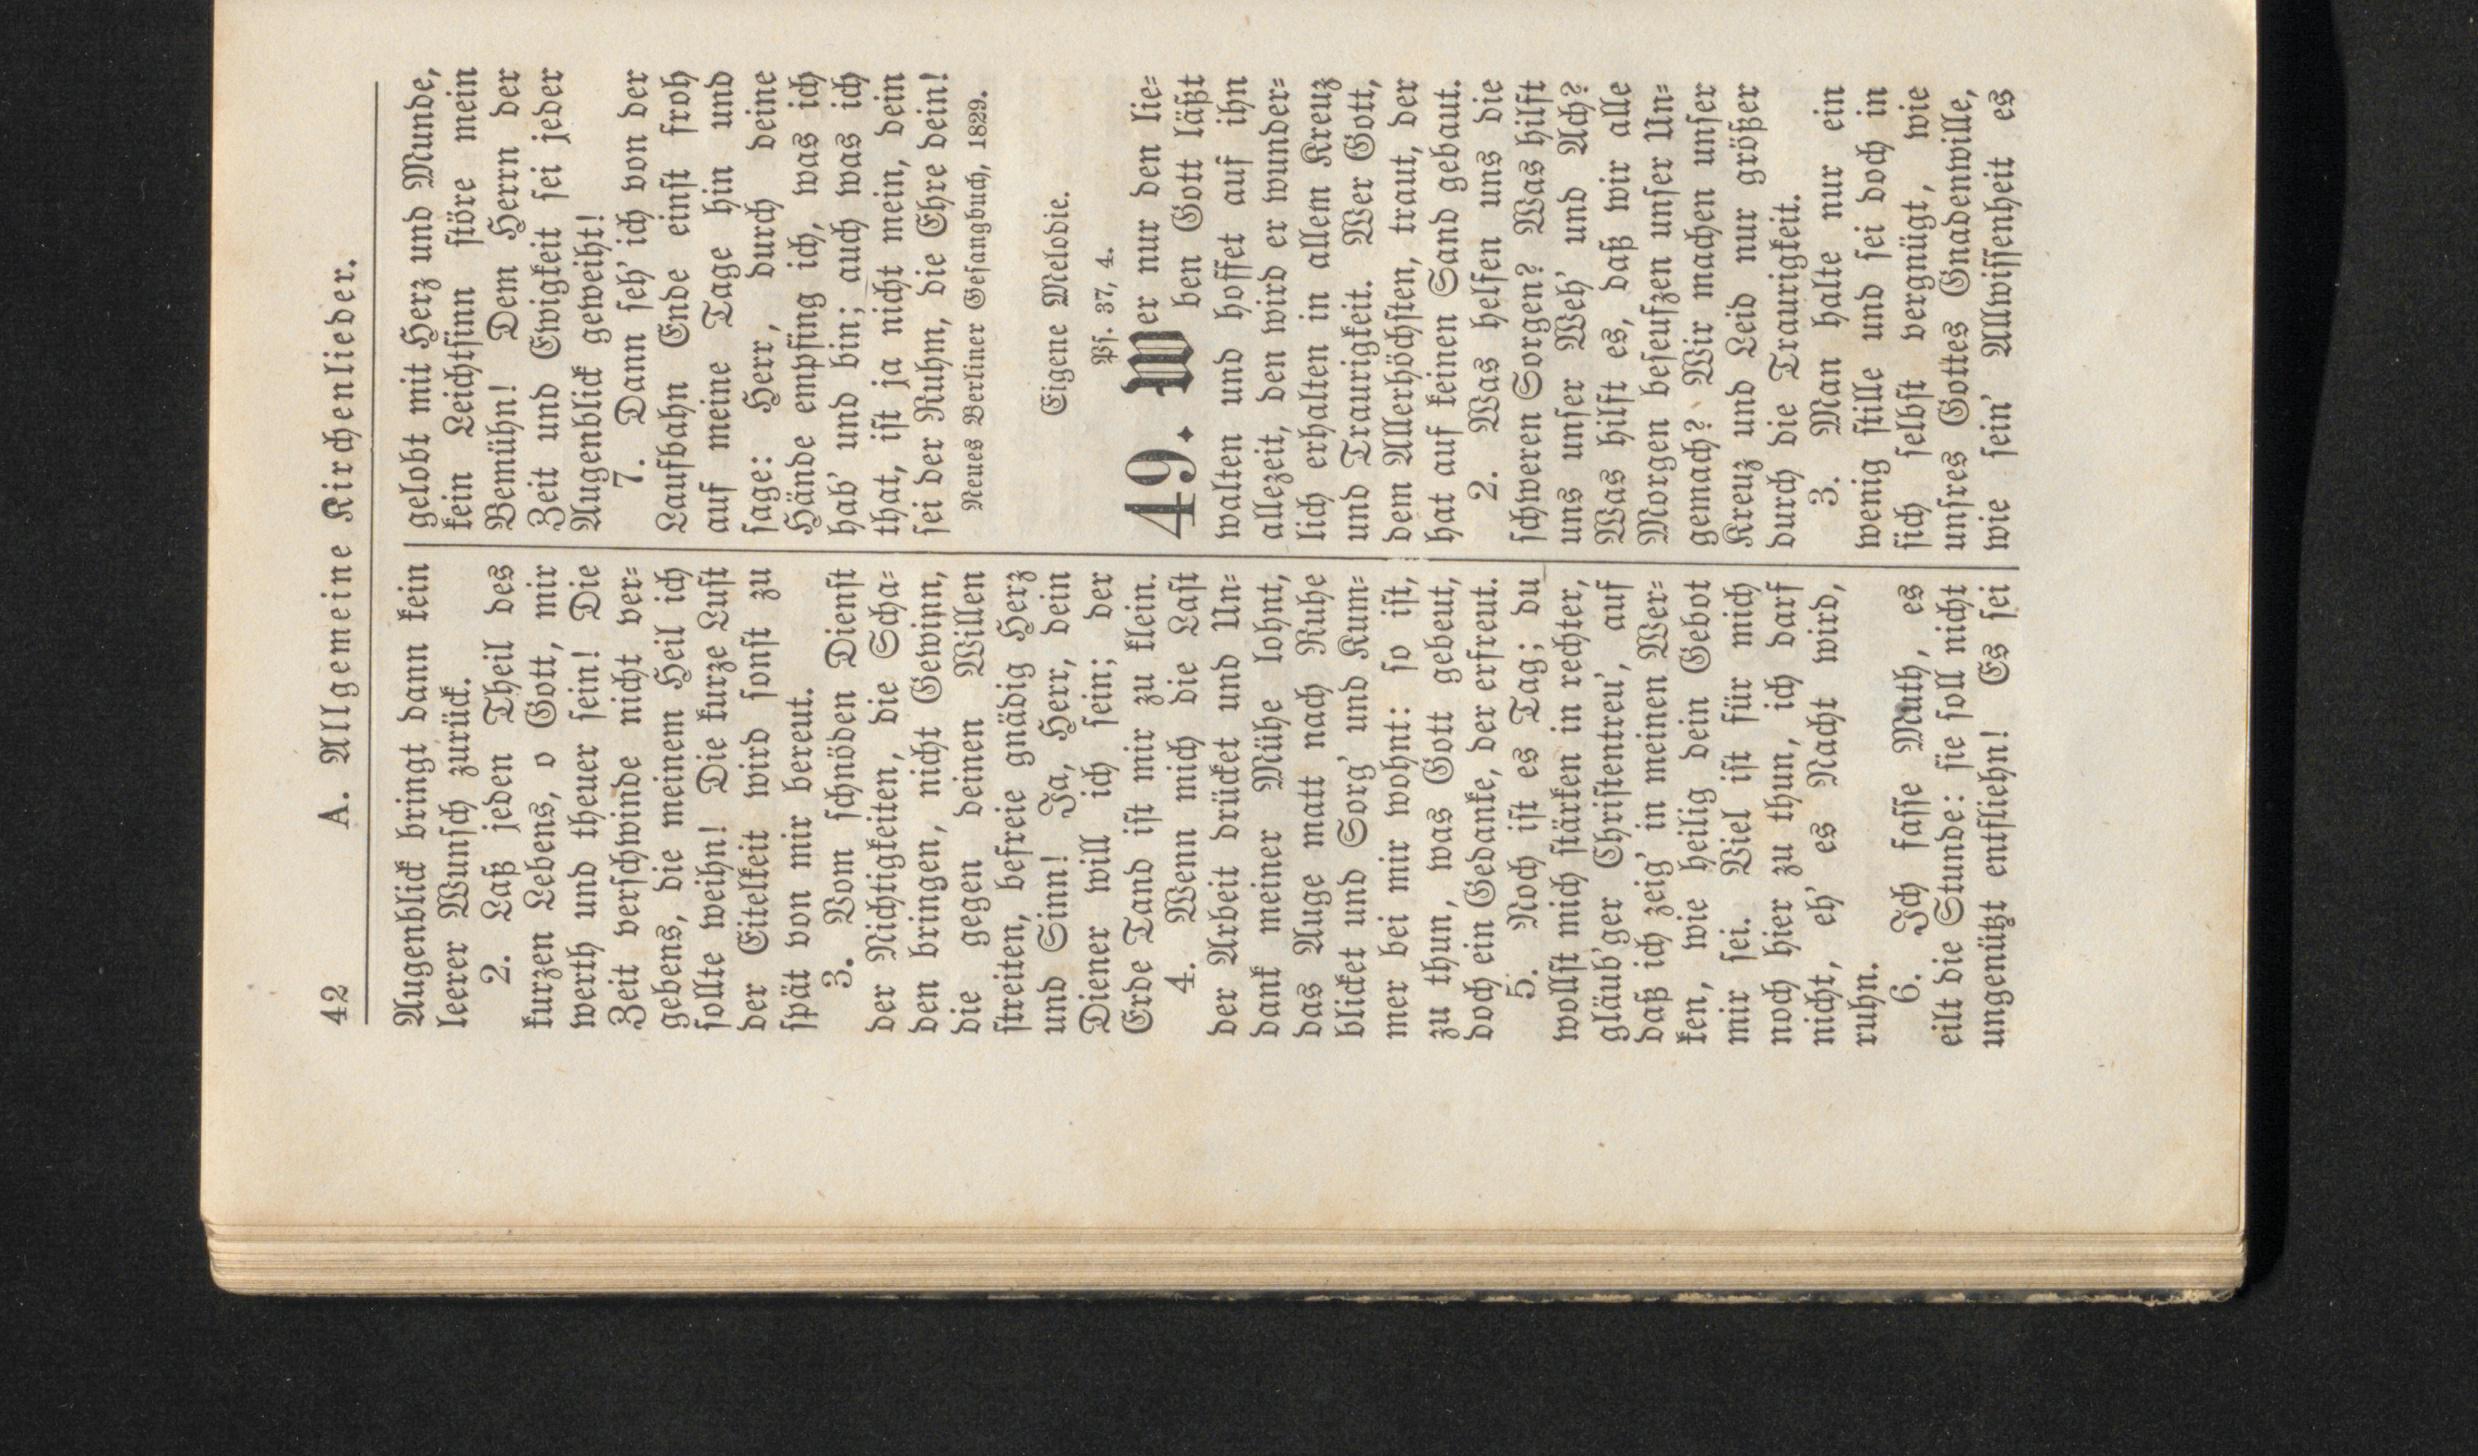 42 A. Allgemeine Kirchenlieder.
Augenblick bringt dann kein
leerer Wunsch zurück.
2. Laß jeden Theil des
kurzen Lebens, o Gott, mir
werth und theuer sein! Die
Zeit verschwinde nicht ver-
gebens, die meinem Heil ich
sollte weihn! Die kurze Lust
der Eitelkeit wird sonst zu
spät von mir bereut.
3. Vom schnöden Dienst
der Nichtigkeiten, die Scha-
den bringen, nicht Gewinn,
die gegen deinen Willen
streiten, befreie gnädig Herz
und Sinn! Ja, Herr, dein
Diener will ich sein; der
Erde Tand ist mir zu klein.
4. Wenn mich die Last
der Arbeit drücket und Un-
dank meiner Mühe lohnt,
das Auge matt nach Ruhe
blicket und Sorg' und Kum-
mer bei mir wohnt: so ist,
zu thun, was Gott gebeut,
doch ein Gedanke, der erfreut.
5. Noch ist es Tag; du
wollst mich stärken in rechter,
gläub'ger Christentreu', auf
daß ich zeig' in meinen Wer-
ken, wie heilig dein Gebot
mir sei. Viel ist für mich
noch hier zu thun, ich darf
nicht, eh' es Nacht wird,
ruhn.
6. Ich fasse Muth, es
eilt die Stunde: sie soll nicht
ungenützt entfliehn! Es sei
gelobt mit Herz und Munde,
kein Leichtsinn störe mein
Bemühn! Dem Herrn der
Zeit und Ewigkeit sei jeder
Augenblick geweiht!
7. Dann seh' ich von der
Laufbahn Ende einst froh
auf meine Tage hin und
sage: Herr, durch deine
Hände empfing ich, was ich
hab' und bin; auch was ich
that, ist ja nicht mein, dein
sei der Ruhm, die Ehre dein!
Neues Berliner Gesangbuch, 1829.
Eigene Melodie.
Ps. 37, 4.
49. Wer nur den lie-
ben Gott läßt
walten und hoffet auf ihn
allezeit, den wird er wunder-
lich erhalten in allem Kreuz
und Traurigkeit. Wer Gott,
dem Allerhöchsten, traut, der
hat auf keinen Sand gebaut.
2. Was helfen uns die
schweren Sorgen? Was hilft
uns unser Weh' und Ach?
Was hilft es, daß wir alle
Morgen beseufzen unser Un-
gemach? Wir machen unser
Kreuz und Leid nur größer
durch die Traurigkeit.
3. Man halte nur ein
wenig stille und sei doch in
sich selbst vergnügt, wie
unsres Gottes Gnadenwille,
wie sein' Allwissenheit es